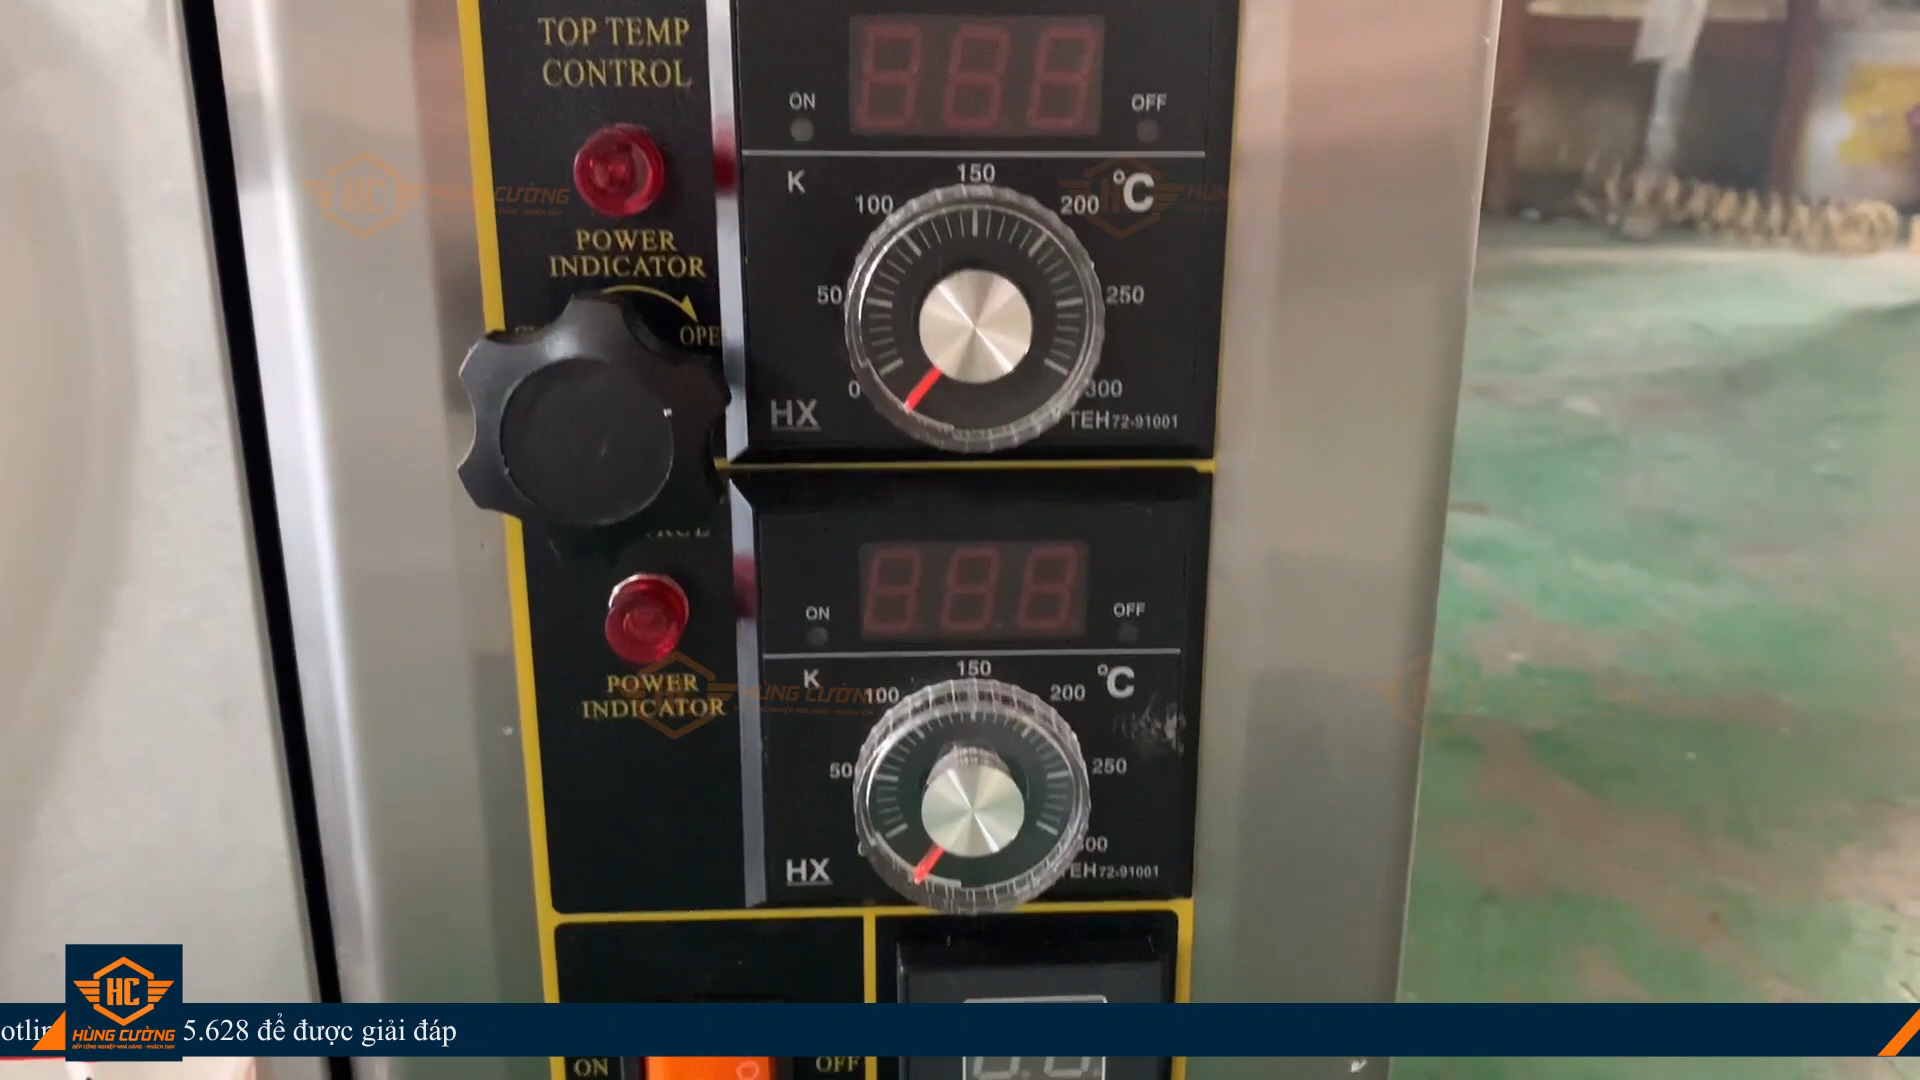 TOP TEMP
CONTROL
ON
OFF
K
°C
0
50
100
150
200
250
300
HX
TEH72-91001
POWER
INDICATOR
OPE
ON
OFF
K
°C
50
100
150
200
250
HX
TEH72-91001
POWER
INDICATOR
HC
HÙNG CƯỜNG
BẾP CÔNG NGHIỆP NHÀ HÀNG - KHÁCH SẠN
5.628 để được giải đáp
ON
OFF